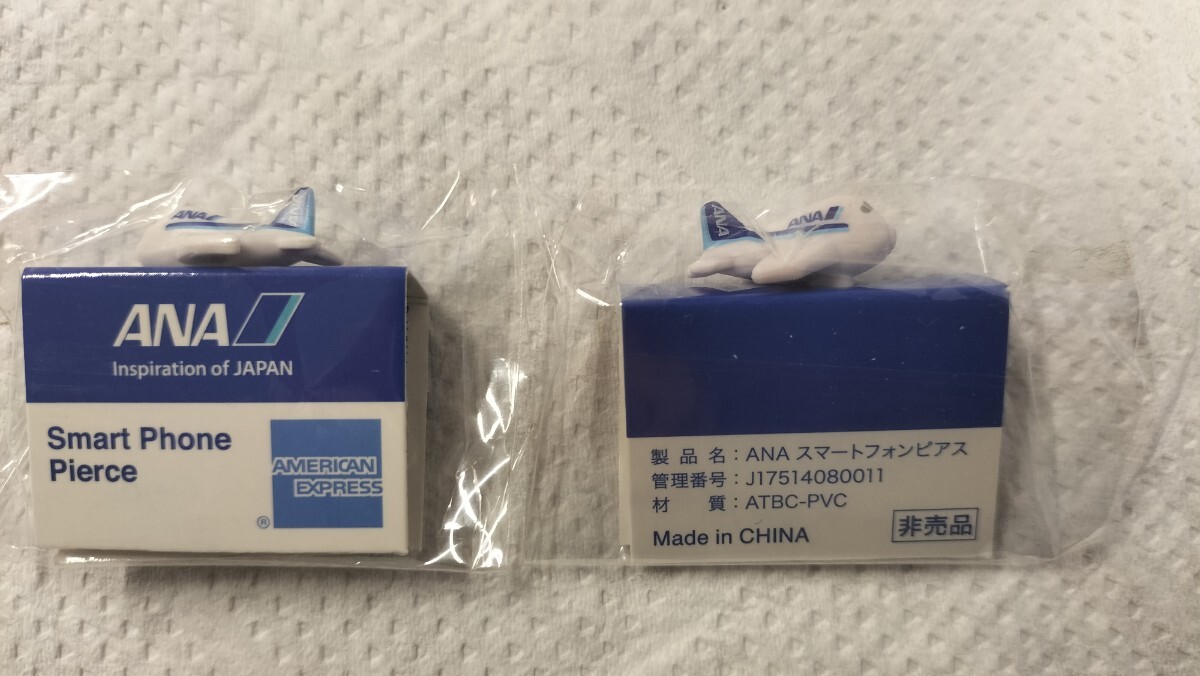 ANA
ANA
Inspiration of JAPAN
Smart Phone
Pierce
AMERICAN
EXPRESS
®
ANA
ANA
ANA
製品名：ANA スマートフォンピアス
管理番号：J17514080011
材　　質：ATBC-PVC
Made in CHINA
非売品